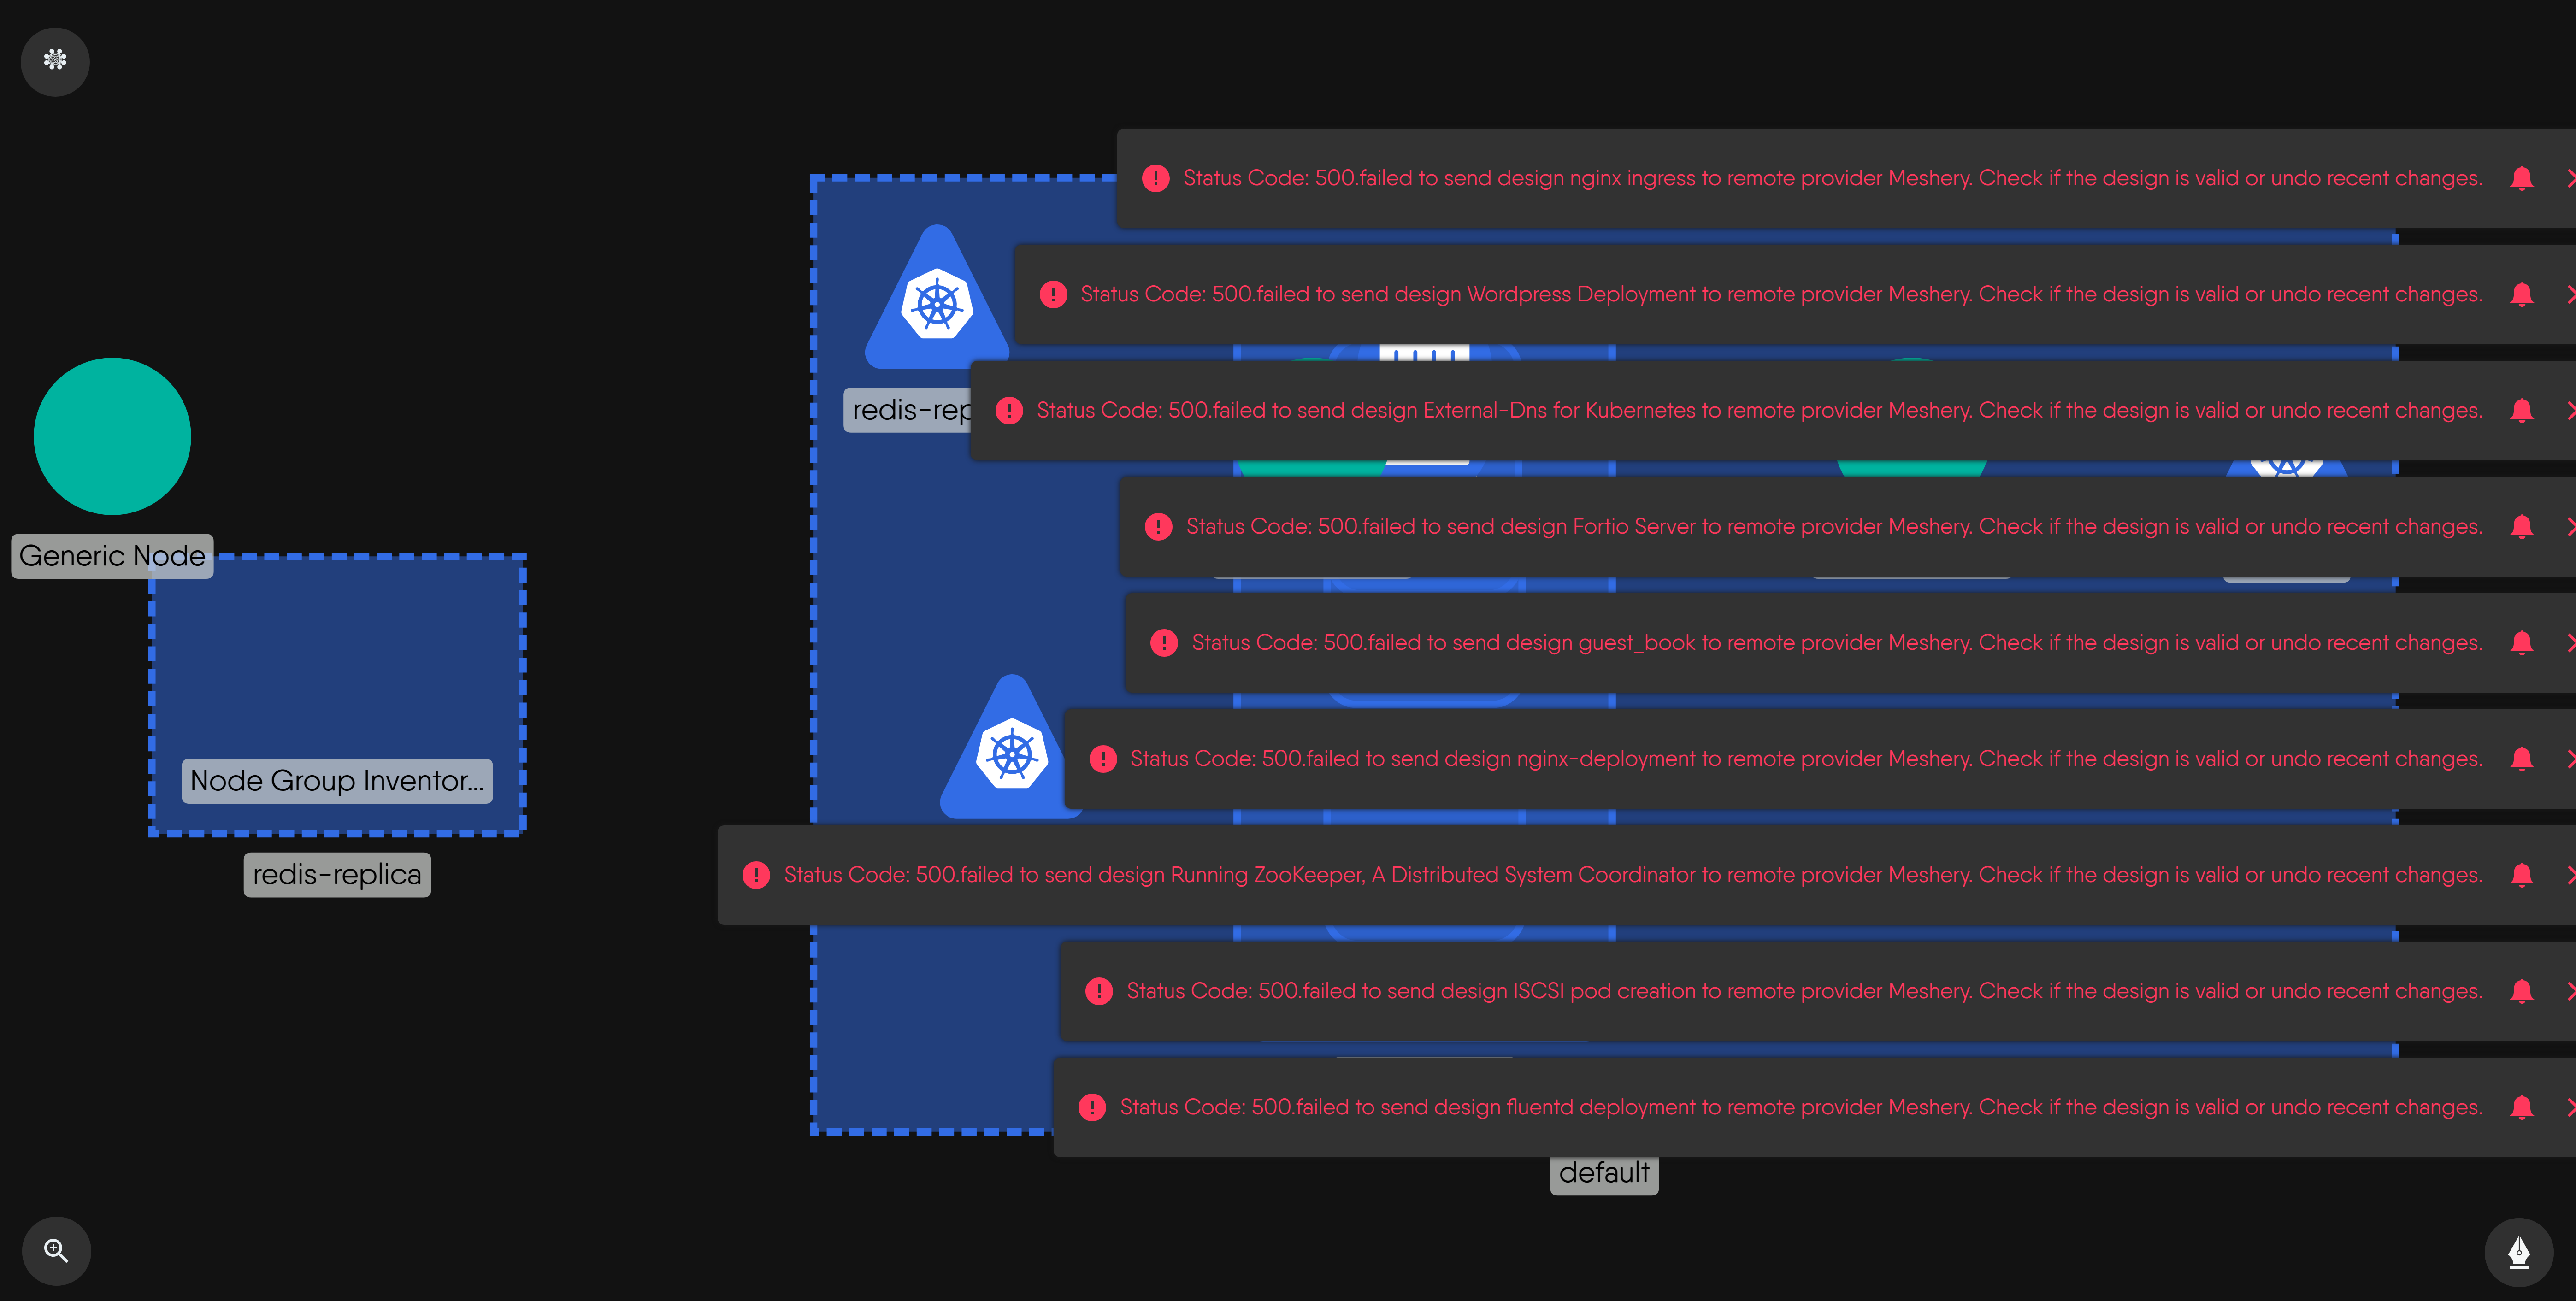 Status Code: 500.failed to send design nginx ingress to remote provider Meshery. Check if the design is valid or undo recent changes.
Status Code: 500.failed to send design Wordpress Deployment to remote provider Meshery. Check if the design is valid or undo recent changes.
redis-rep
Status Code: 500.failed to send design External-Dns for Kubernetes to remote provider Meshery. Check if the design is valid or undo recent changes.
Status Code: 500.failed to send design Fortio Server to remote provider Meshery. Check if the design is valid or undo recent changes.
Generic Node
Status Code: 500.failed to send design guest_book to remote provider Meshery. Check if the design is valid or undo recent changes.
Status Code: 500.failed to send design nginx-deployment to remote provider Meshery. Check if the design is valid or undo recent changes.
Node Group Inventor...
redis-replica
Status Code: 500.failed to send design Running ZooKeeper, A Distributed System Coordinator to remote provider Meshery. Check if the design is valid or undo recent changes.
Status Code: 500.failed to send design ISCSI pod creation to remote provider Meshery. Check if the design is valid or undo recent changes.
Status Code: 500.failed to send design fluentd deployment to remote provider Meshery. Check if the design is valid or undo recent changes.
default